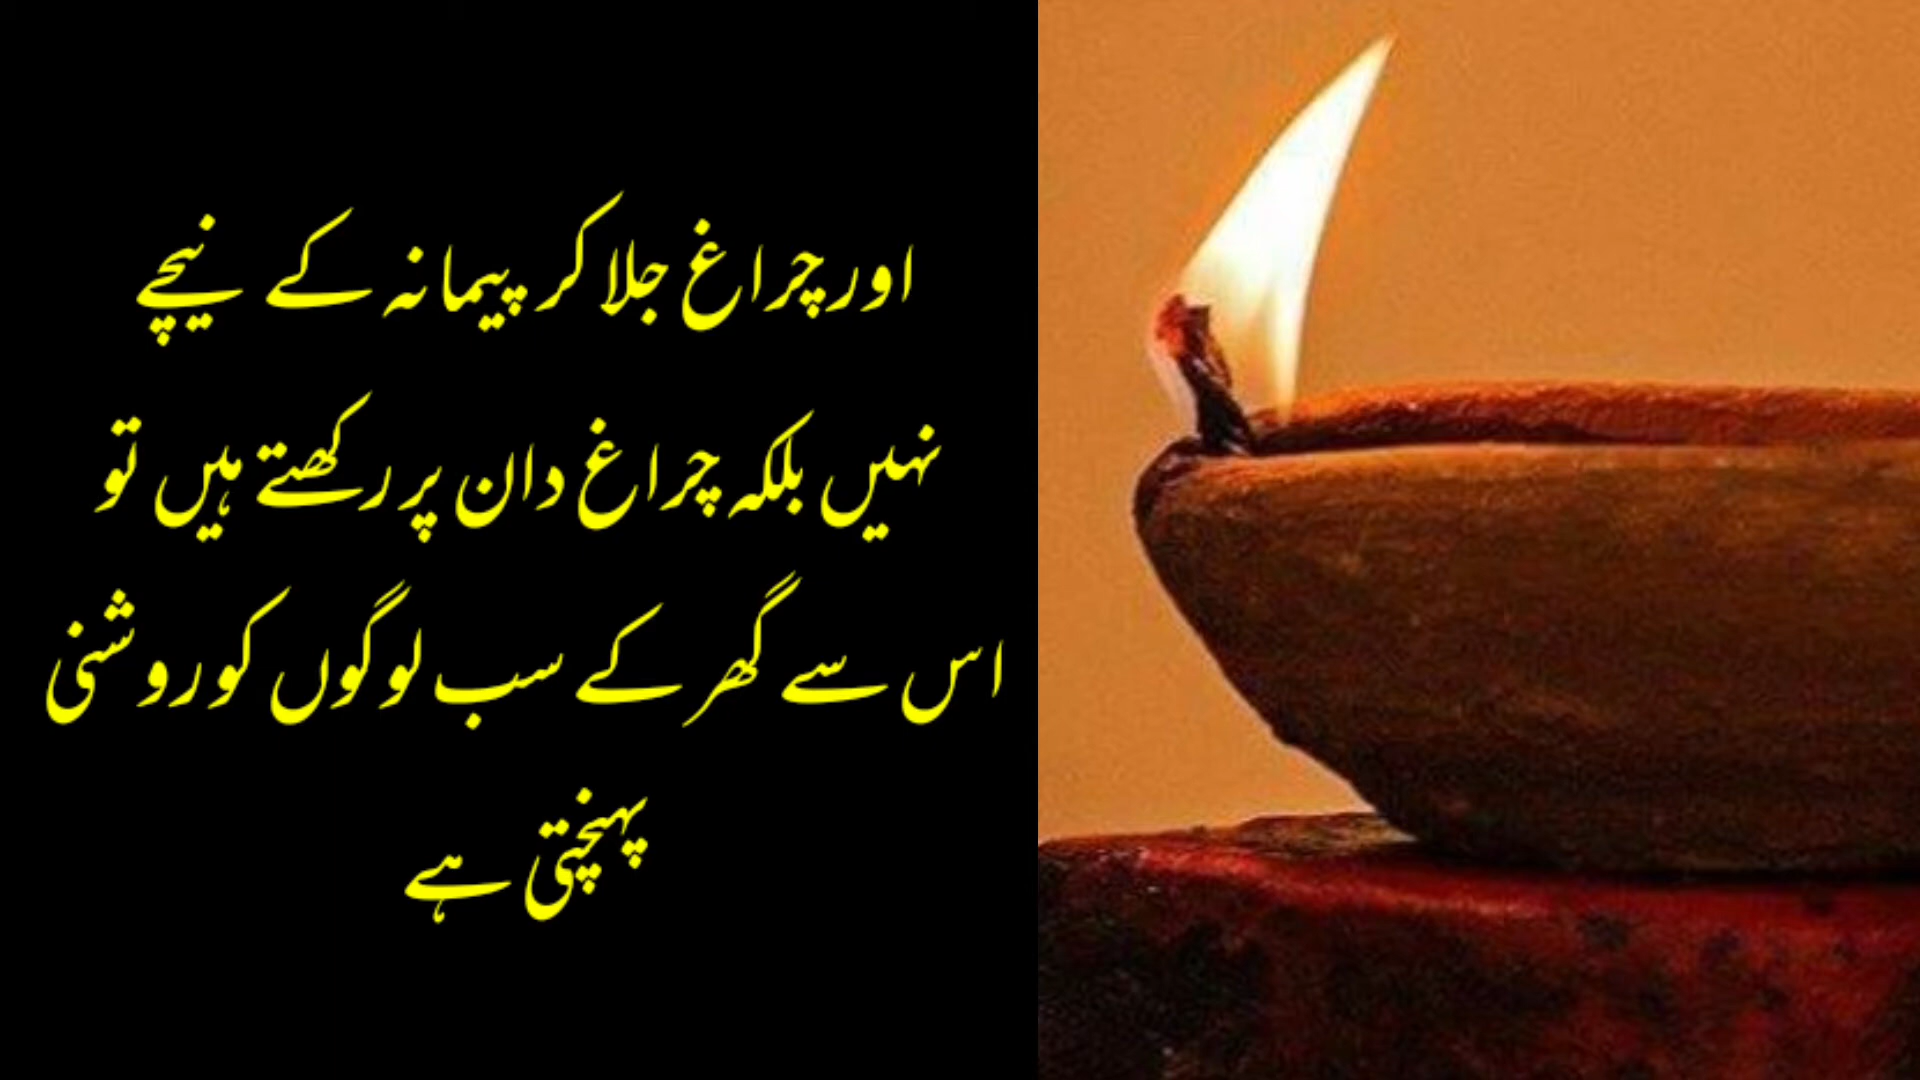 اور چراغ جلا کر پیمانہ کے نیچے
نہیں بلکہ چراغ دان پر رکھتے ہیں تو
اس سے گھر کے سب لوگوں کو روشنی
پہنچتی ہے